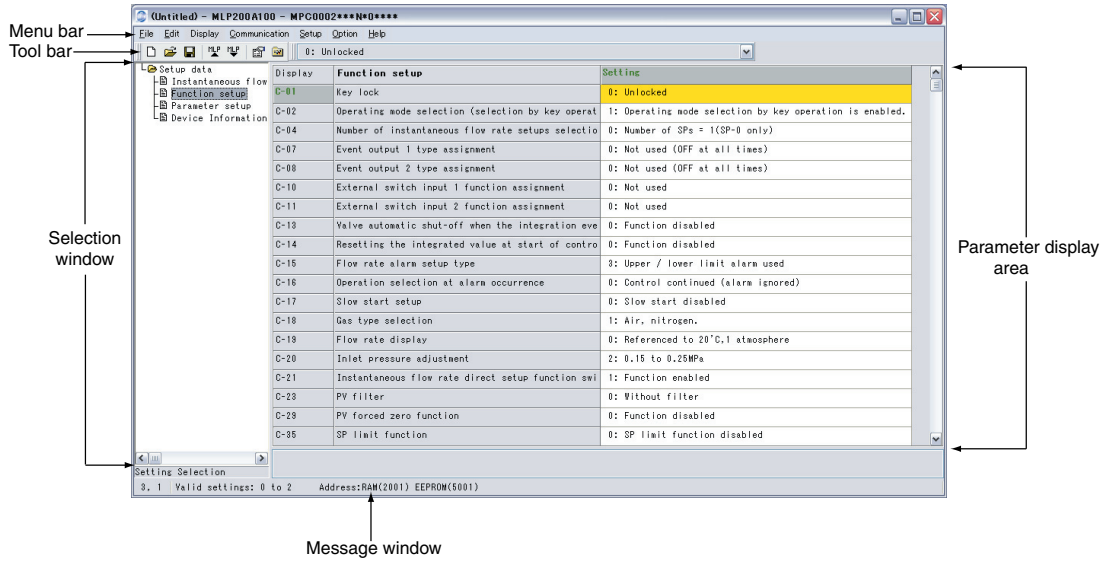 (Untitled) - MLP200A100 - MPC0002***N*0****
Menu bar
File Edit Display Communication Setup Option Help
Tool bar
MLP MLP 0: Unlocked
Setup data
Instantaneous flow
Function setup
Parameter setup
Device Information
Display Function setup Setting
C-01 Key lock 0: Unlocked
C-02 Operating mode selection (selection by key operat 1: Operating mode selection by key operation is enabled.
C-04 Number of instantaneous flow rate setups selectio 0: Number of SPs = 1(SP-0 only)
C-07 Event output 1 type assignment 0: Not used (OFF at all times)
C-08 Event output 2 type assignment 0: Not used (OFF at all times)
C-10 External switch input 1 function assignment 0: Not used
C-11 External switch input 2 function assignment 0: Not used
C-13 Valve automatic shut-off when the integration eve 0: Function disabled
C-14 Resetting the integrated value at start of contro 0: Function disabled
C-15 Flow rate alarm setup type 3: Upper / lower limit alarm used
C-16 Operation selection at alarm occurrence 0: Control continued (alarm ignored)
C-17 Slow start setup 0: Slow start disabled
C-18 Gas type selection 1: Air, nitrogen.
C-19 Flow rate display 0: Referenced to 20'C,1 atmosphere
C-20 Inlet pressure adjustment 2: 0.15 to 0.25MPa
C-21 Instantaneous flow rate direct setup function swi 1: Function enabled
C-23 PV filter 0: Without filter
C-29 PV forced zero function 0: Function disabled
C-35 SP limit function 0: SP limit function disabled
Selection
window
Parameter display
area
Setting Selection
3, 1 Valid settings: 0 to 2 Address:RAM(2001) EEPROM(5001)
Message window